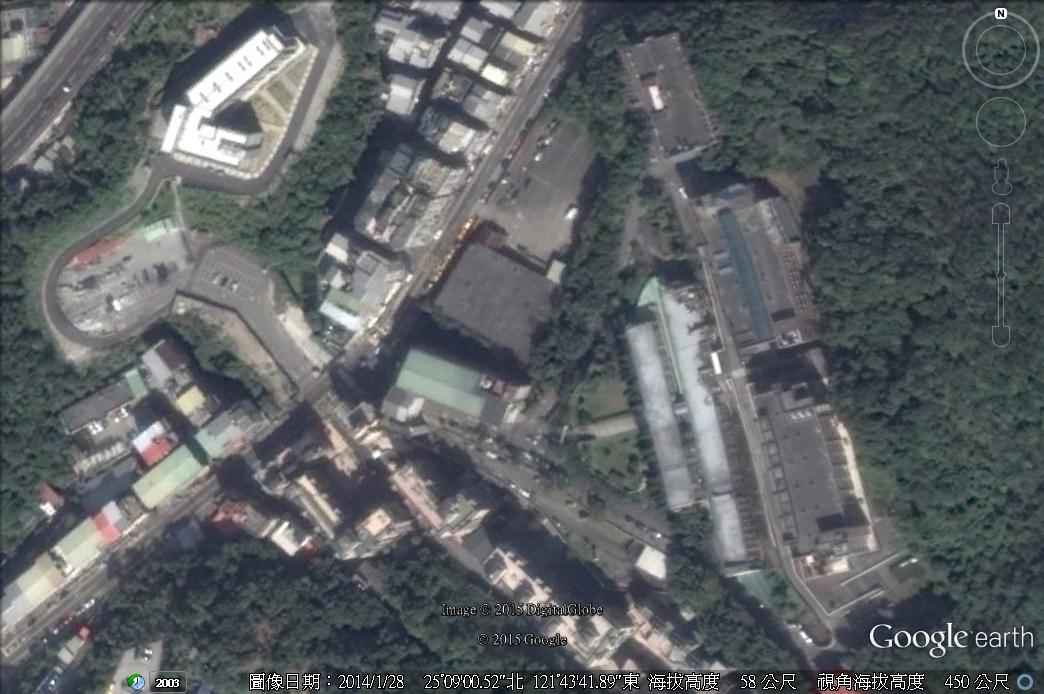 N
Image © 2015 DigitalGlobe
© 2015 Google
Google earth
2003
圖像日期：2014/1/28 25°09'00.52"北 121°43'41.89"東 海拔高度 58 公尺 視角海拔高度 450 公尺